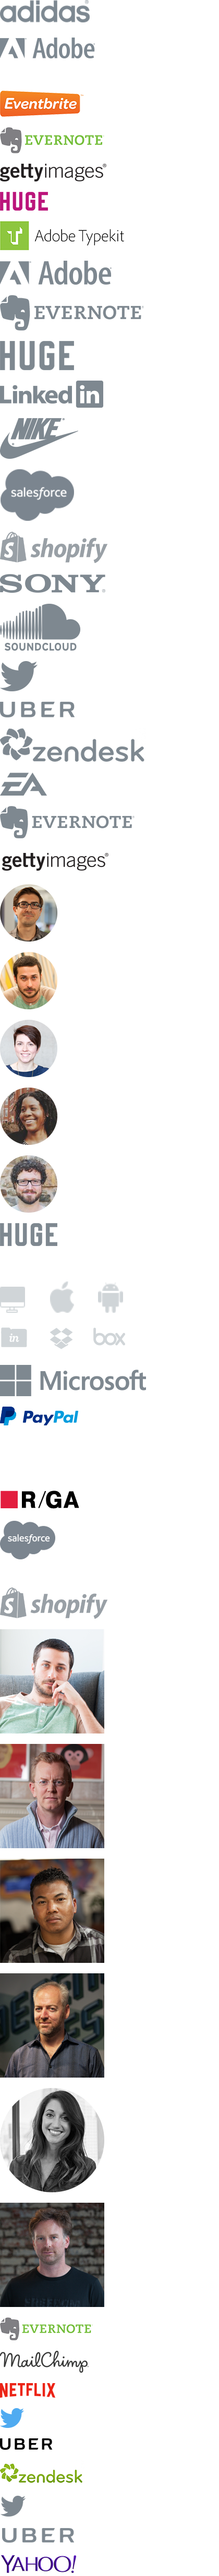 adidas
Adobe
Eventbrite
EVERNOTE
gettyimages®
HUGE
Adobe Typekit
Adobe
EVERNOTE
HUGE
Linked in
NIKE
salesforce
shopify
SONY
SOUNDCLOUD
UBER
zendesk
EA
EVERNOTE
gettyimages®
HUGE
in
box
Microsoft
PayPal
R/GA
salesforce
shopify
EVERNOTE
MailChimp
NETFLIX
UBER
zendesk
UBER
YAHOO!